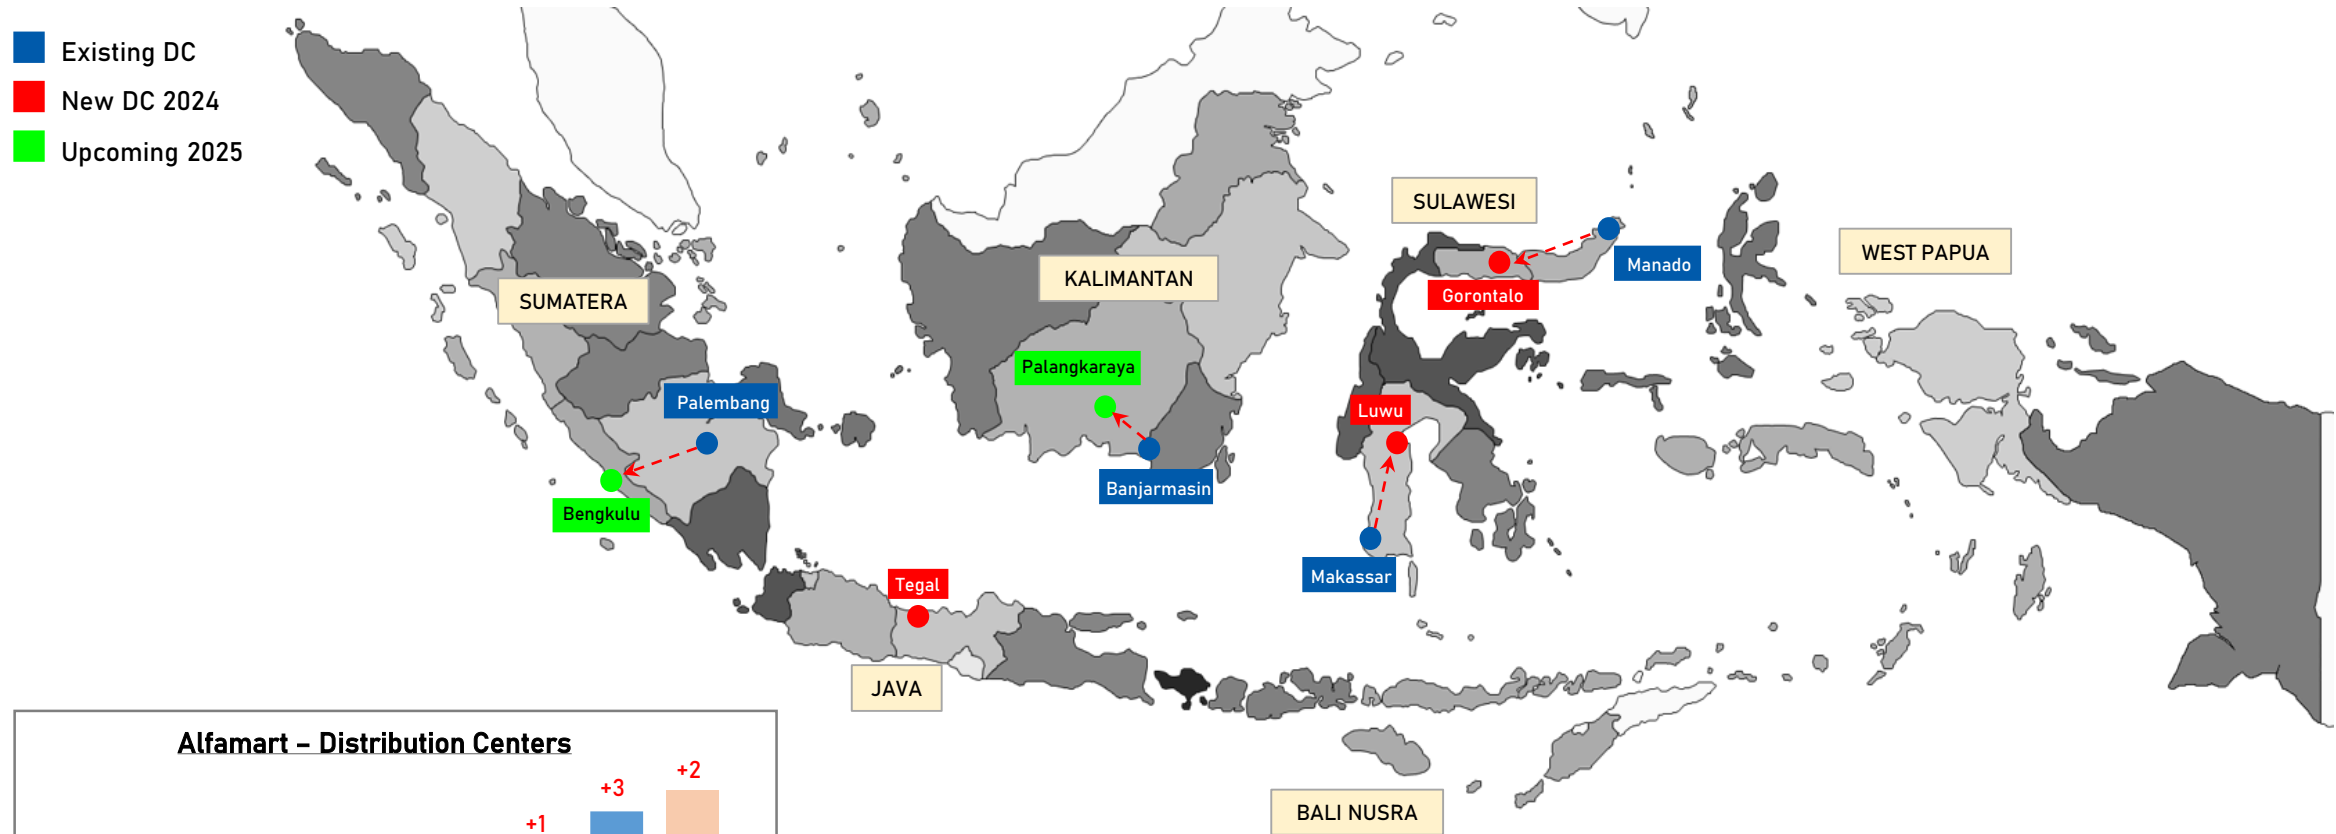 Existing DC
New DC 2024
Upcoming 2025
SULAWESI
WEST PAPUA
Manado
KALIMANTAN
SUMATERA
Gorontalo
Palangkaraya
Palembang
Luwu
Banjarmasin
Bengkulu
Makassar
Tegal
JAVA
Alfamart – Distribution Centers
+2
+3
+1
BALI NUSRA